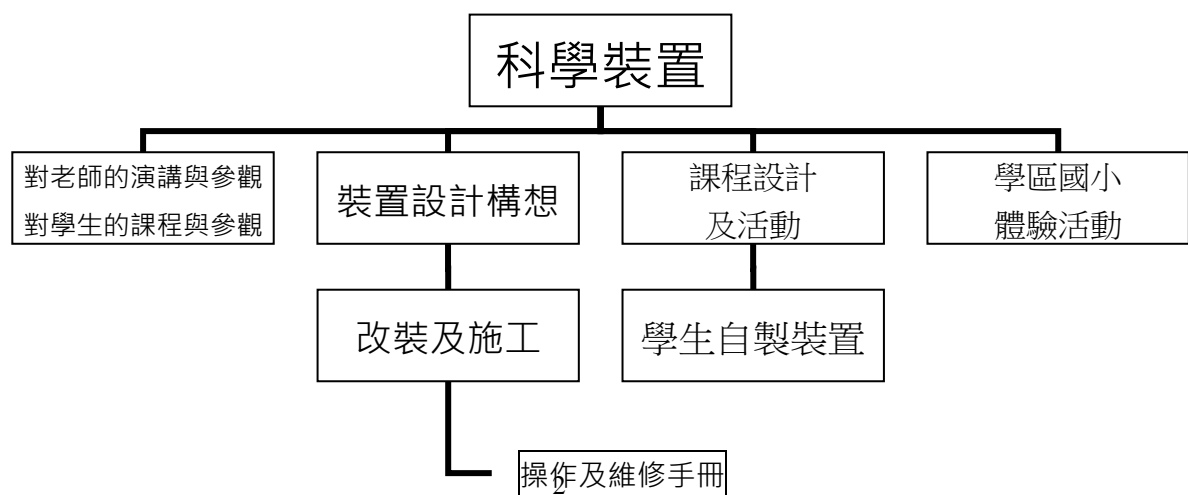 科學裝置
對老師的演講與參觀
對學生的課程與參觀
裝置設計構想
課程設計
及活動
學區國小
體驗活動
改裝及施工
學生自製裝置
操作及維修手冊
2